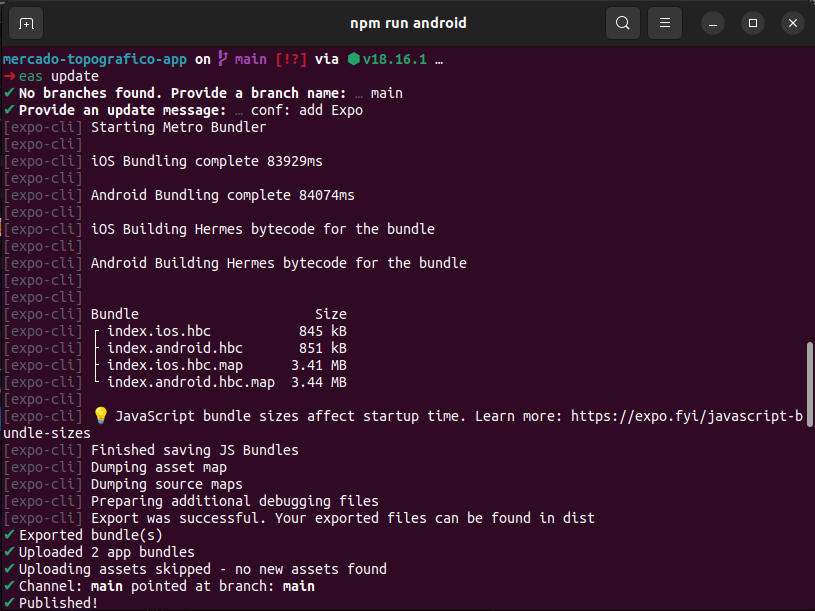 npm run android
mercado-topografico-app on main [!?] via v18.16.1 …
➜ eas update
✔ No branches found. Provide a branch name: … main
✔ Provide an update message: … conf: add Expo
[expo-cli] Starting Metro Bundler
[expo-cli]
[expo-cli] iOS Bundling complete 83929ms
[expo-cli]
[expo-cli] Android Bundling complete 84074ms
[expo-cli]
[expo-cli] iOS Building Hermes bytecode for the bundle
[expo-cli]
[expo-cli] Android Building Hermes bytecode for the bundle
[expo-cli]
[expo-cli]
[expo-cli] Bundle Size
[expo-cli] ┌ index.ios.hbc 845 kB
[expo-cli] ├ index.android.hbc 851 kB
[expo-cli] ├ index.ios.hbc.map 3.41 MB
[expo-cli] └ index.android.hbc.map 3.44 MB
[expo-cli]
[expo-cli] 💡 JavaScript bundle sizes affect startup time. Learn more: https://expo.fyi/javascript-b
undle-sizes
[expo-cli] Finished saving JS Bundles
[expo-cli] Dumping asset map
[expo-cli] Dumping source maps
[expo-cli] Preparing additional debugging files
[expo-cli] Export was successful. Your exported files can be found in dist
✔ Exported bundle(s)
✔ Uploaded 2 app bundles
✔ Uploading assets skipped - no new assets found
✔ Channel: main pointed at branch: main
✔ Published!